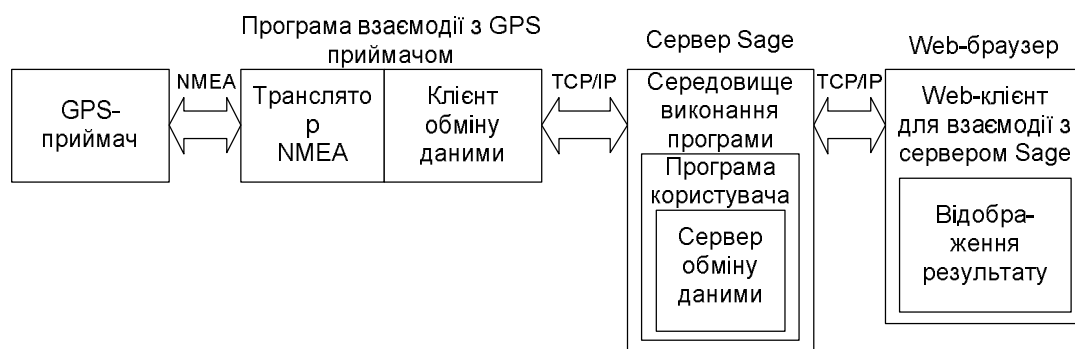 Програма взаємодії з GPS
приймачом
Сервер Sage
Web-браузер
GPS-
приймач
NMEA
Транслято
р
NMEA
Клієнт
обміну
даними
TCP/IP
Середовище
виконання
програми
Програма
користувача
Сервер
обміну
даними
TCP/IP
Web-клієнт
для взаємодії з
сервером Sage
Відобра-
ження
результату